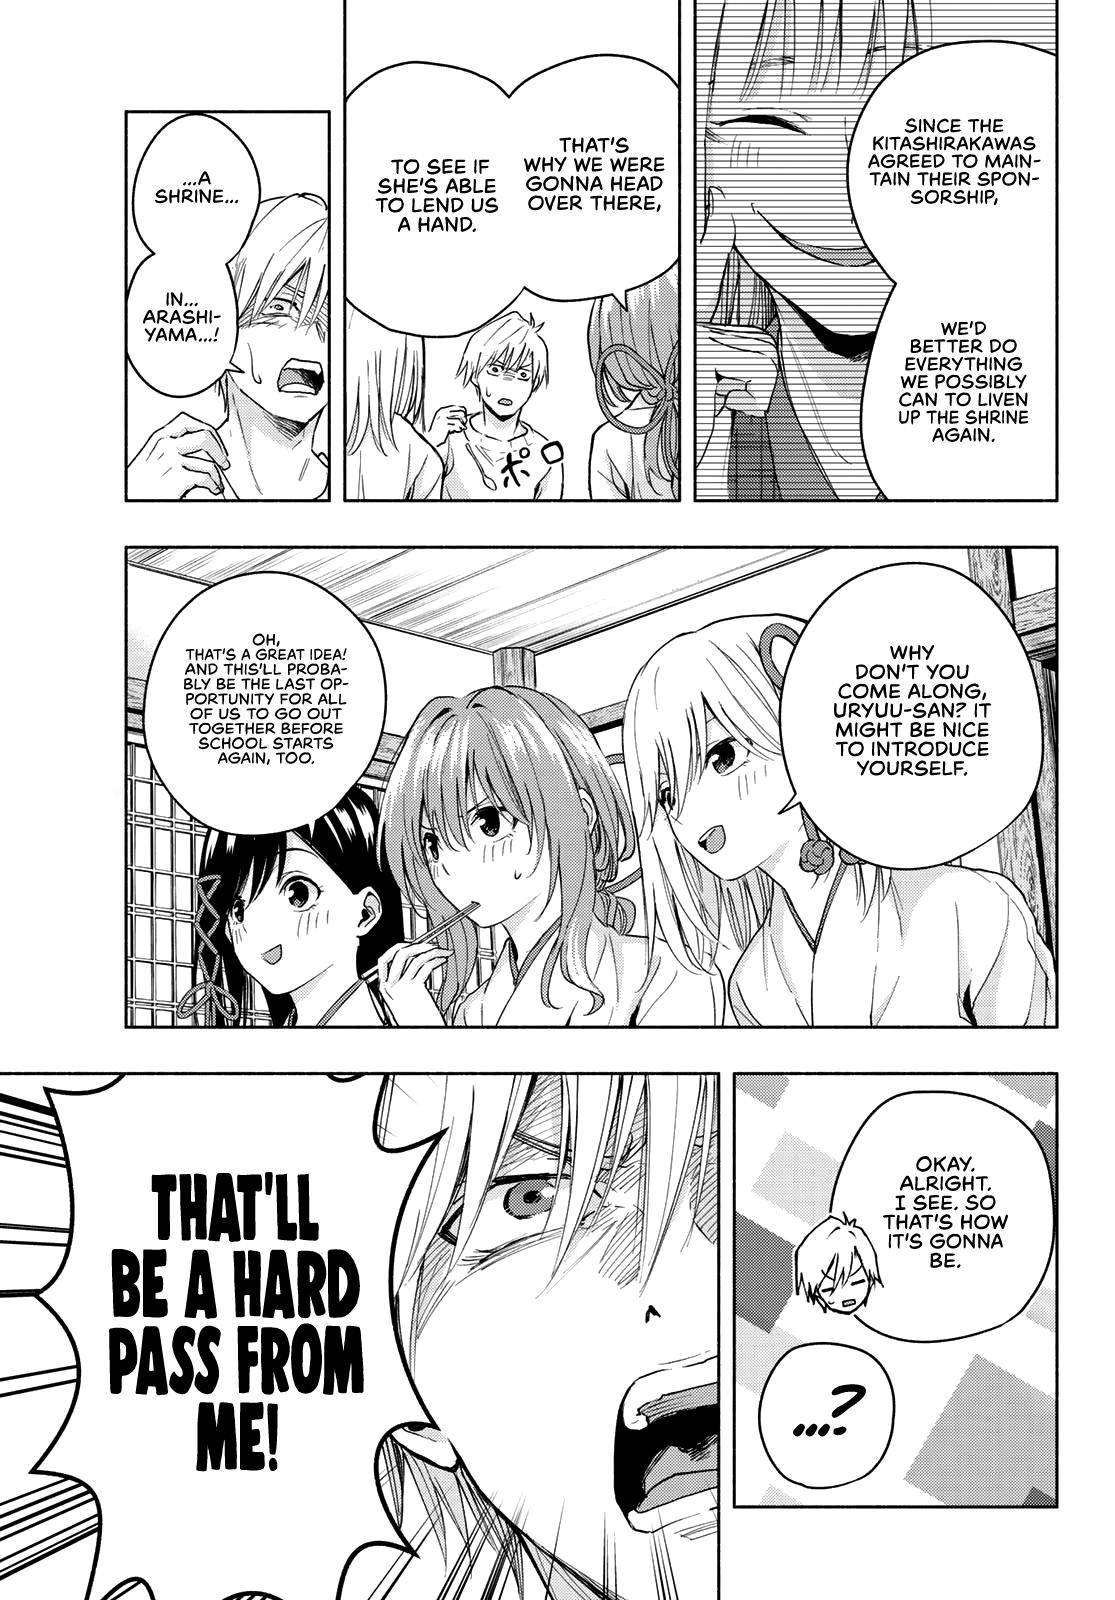 SINCE THE
KITASHIRAKAWAS
AGREED TO MAIN-
TAIN THEIR SPON-
SORSHIP,
WE'D
BETTER DO
EVERYTHING
WE POSSIBLY
CAN TO LIVEN
UP THE SHRINE
AGAIN.
THAT'S
WHY WE WERE
GONNA HEAD
OVER THERE,
TO SEE IF
SHE'S ABLE
TO LEND US
A HAND.
ポロ
...A
SHRINE...
IN...
ARASHI-
YAMA...!
WHY
DON'T YOU
COME ALONG,
URYUU-SAN? IT
MIGHT BE NICE
TO INTRODUCE
YOURSELF.
OH,
THAT'S A GREAT IDEA!
AND THIS'LL PROBA-
BLY BE THE LAST OP-
PORTUNITY FOR ALL
OF US TO GO OUT
TOGETHER BEFORE
SCHOOL STARTS
AGAIN, TOO.
OKAY.
ALRIGHT.
I SEE. SO
THAT'S HOW
IT'S GONNA
BE.
...?
THAT'LL
BE A HARD
PASS FROM
ME!